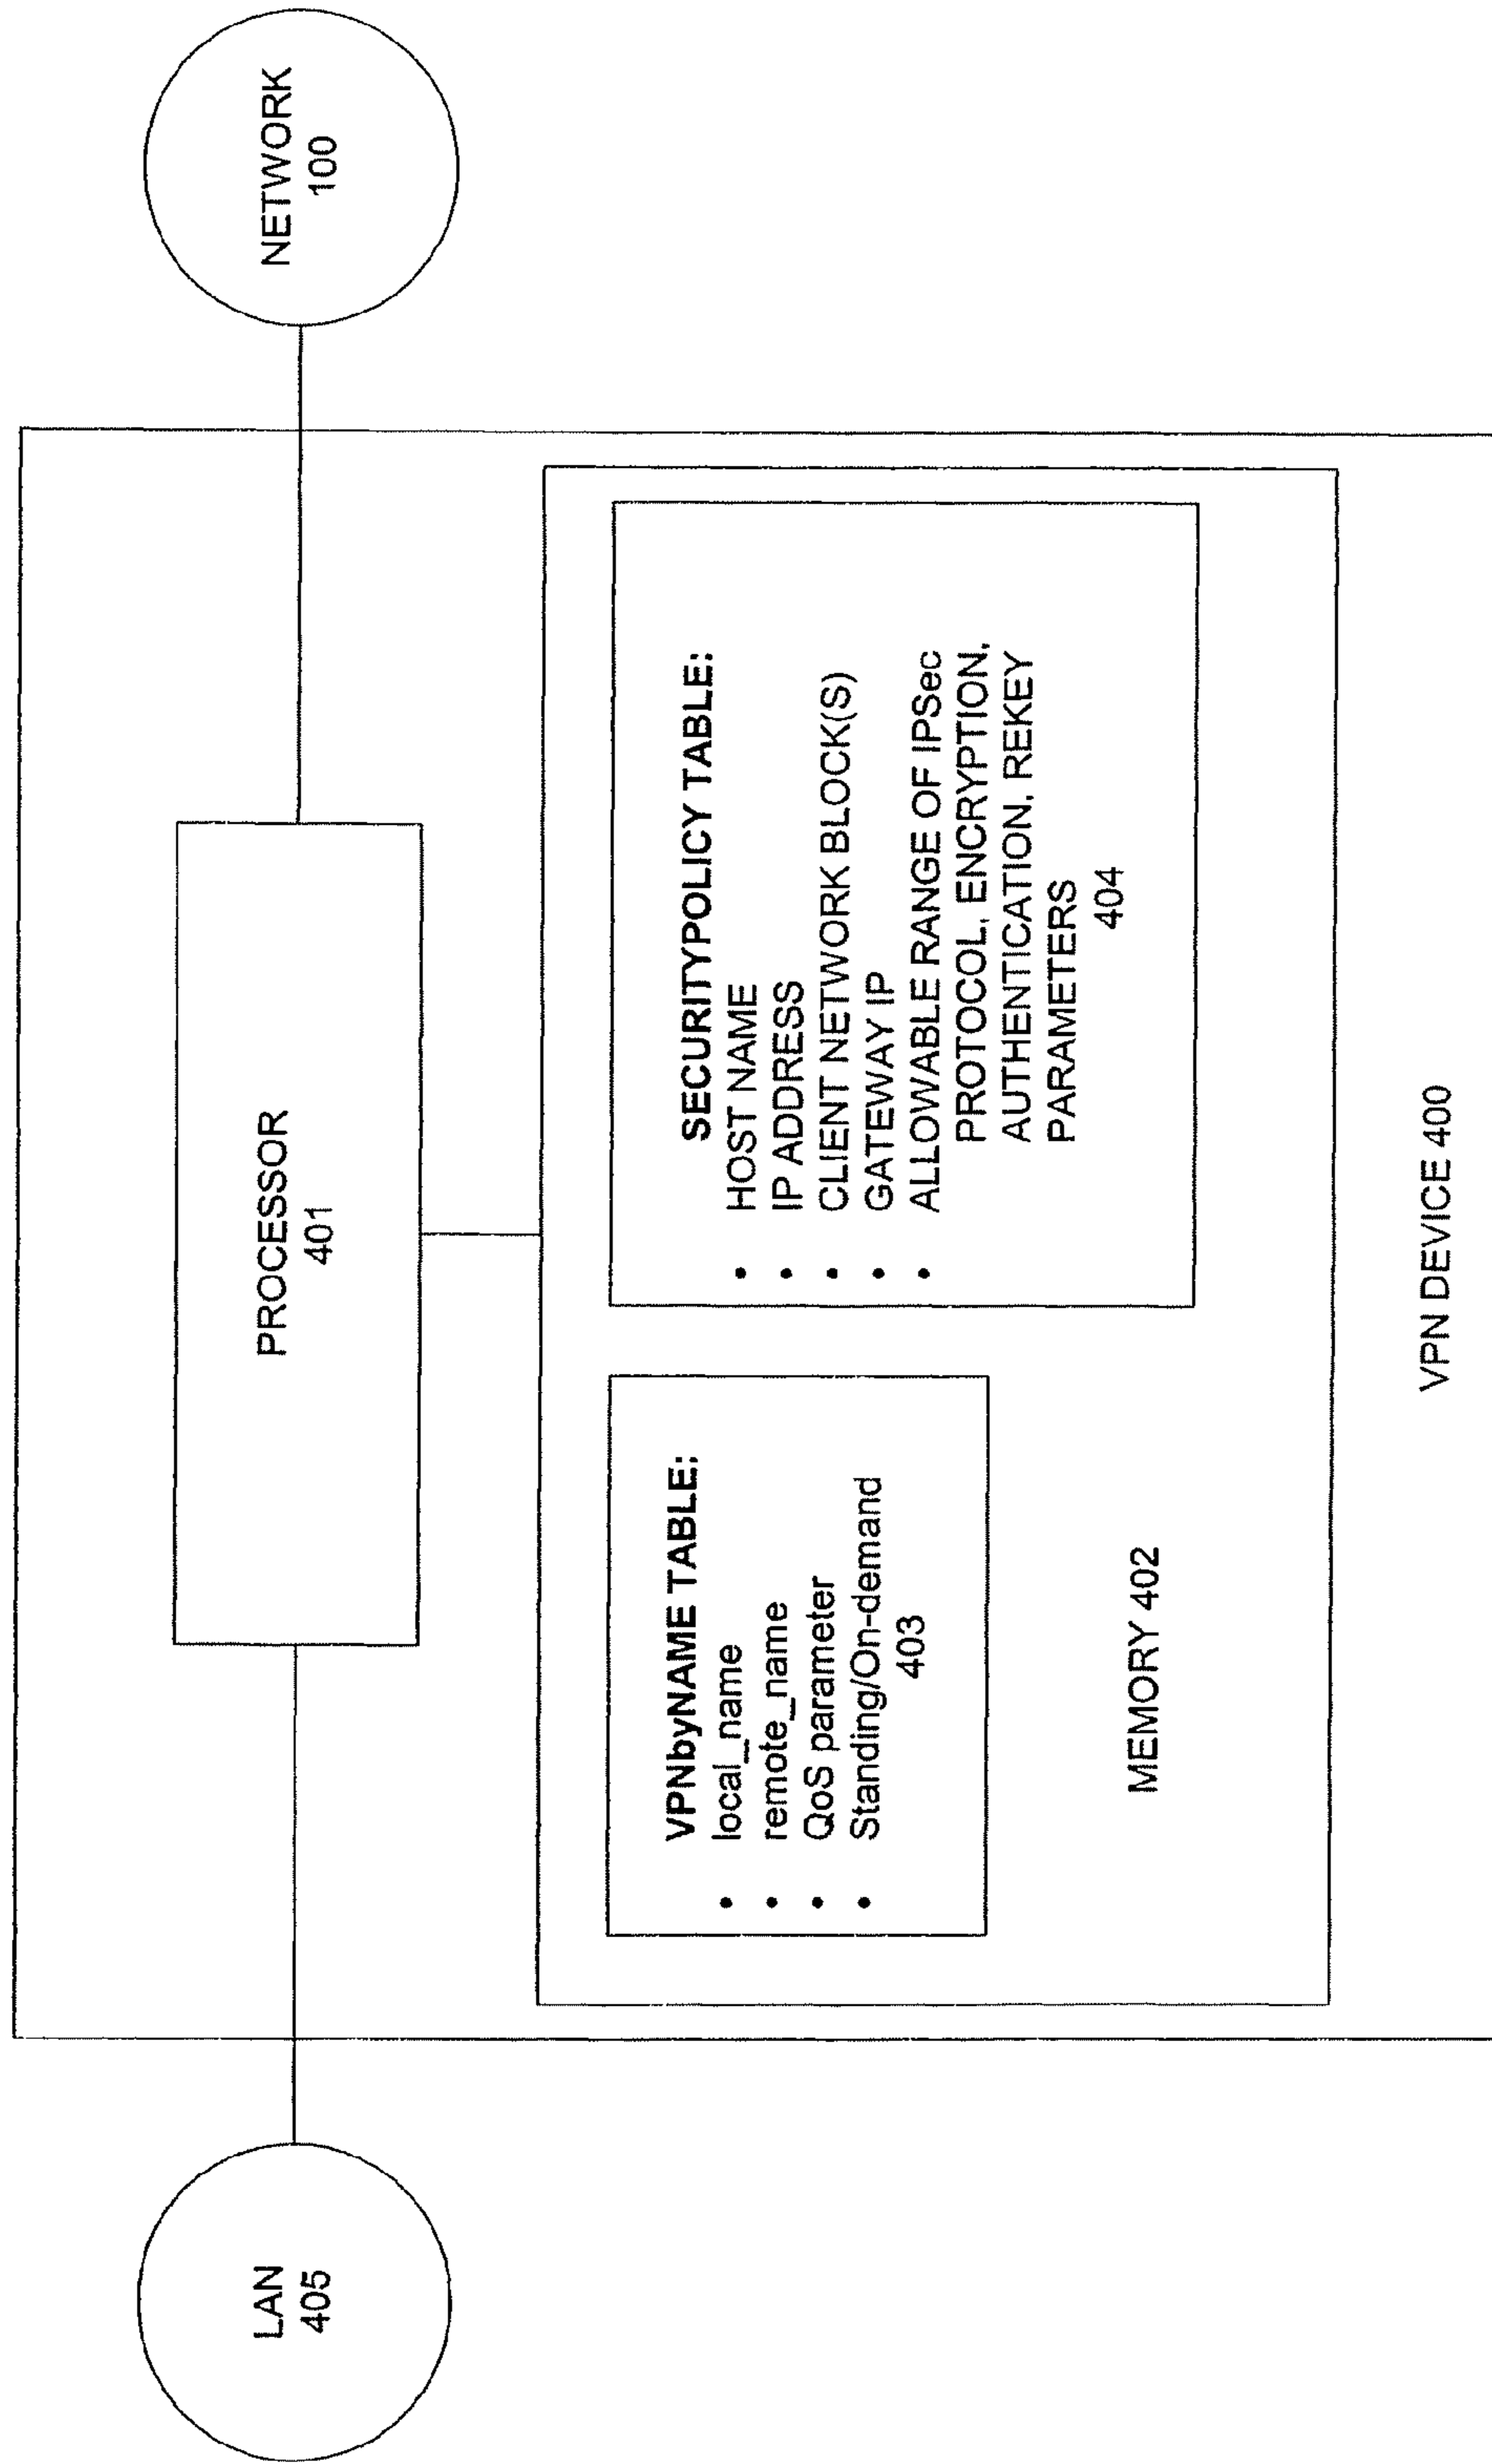 LAN
405
PROCESSOR
401
NETWORK
100
VPNbyNAME TABLE:
• local_name
• remote_name
• QoS parameter
• Standing/On-demand
403
SECURITYPOLICY TABLE:
• HOST NAME
• IP ADDRESS
• CLIENT NETWORK BLOCK(S)
• GATEWAY IP
• ALLOWABLE RANGE OF IPSec
PROTOCOL, ENCRYPTION,
AUTHENTICATION, REKEY
PARAMETERS
404
MEMORY 402
VPN DEVICE 400